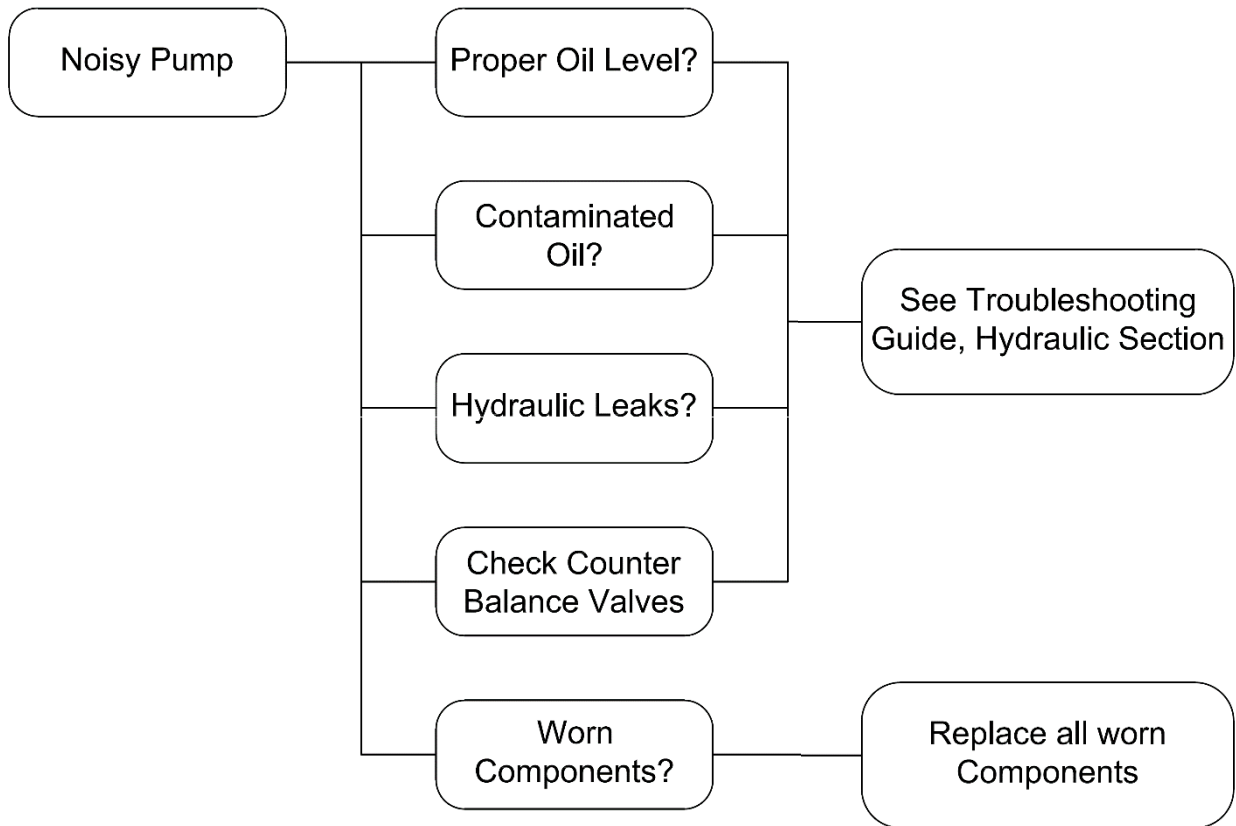 Noisy Pump
Proper Oil Level?
Contaminated
Oil?
Hydraulic Leaks?
Check Counter
Balance Valves
Worn
Components?
See Troubleshooting
Guide, Hydraulic Section
Replace all worn
Components